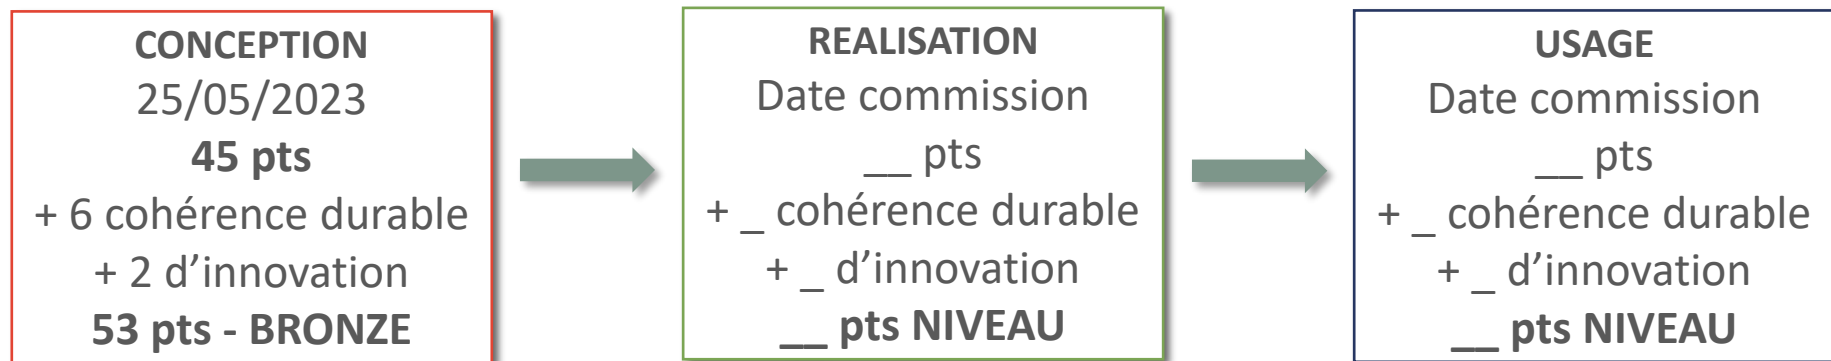 CONCEPTION
25/05/2023
45 pts
+ 6 cohérence durable
+ 2 d’innovation
53 pts - BRONZE
REALISATION
Date commission
__ pts
+ _ cohérence durable
+ _ d’innovation
__ pts NIVEAU
USAGE
Date commission
__ pts
+ _ cohérence durable
+ _ d’innovation
__ pts NIVEAU